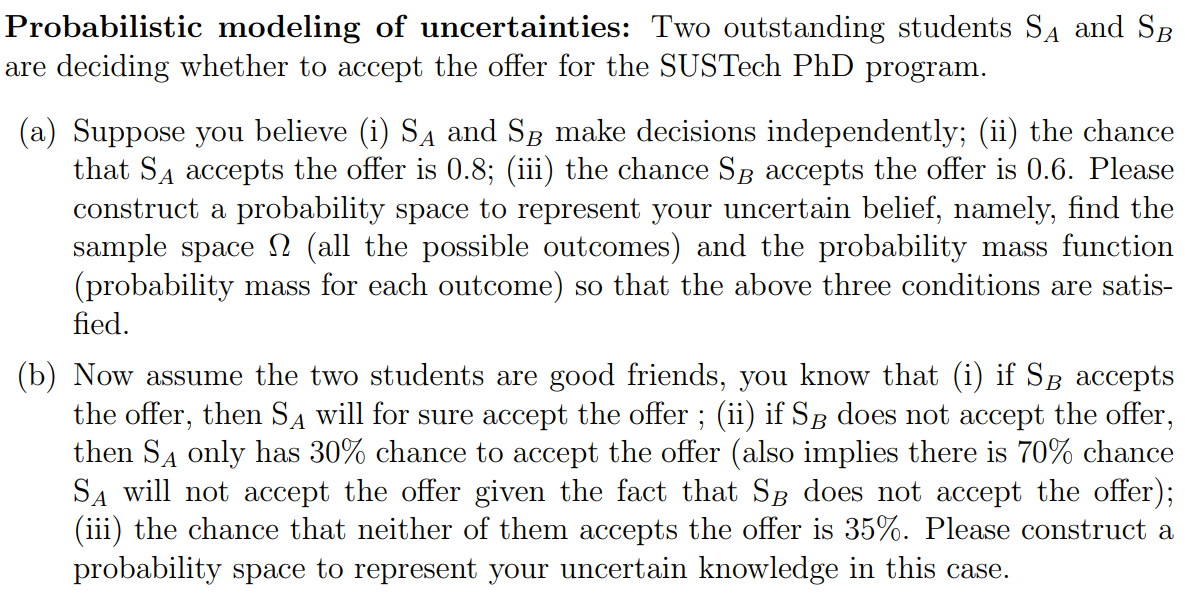 Probabilistic modeling of uncertainties: Two outstanding students S_A and S_B
are deciding whether to accept the offer for the SUSTech PhD program.
(a) Suppose you believe (i) S_A and S_B make decisions independently; (ii) the chance
that S_A accepts the offer is 0.8; (iii) the chance S_B accepts the offer is 0.6. Please
construct a probability space to represent your uncertain belief, namely, find the
sample space Ω (all the possible outcomes) and the probability mass function
(probability mass for each outcome) so that the above three conditions are satis-
fied.
(b) Now assume the two students are good friends, you know that (i) if S_B accepts
the offer, then S_A will for sure accept the offer ; (ii) if S_B does not accept the offer,
then S_A only has 30% chance to accept the offer (also implies there is 70% chance
S_A will not accept the offer given the fact that S_B does not accept the offer);
(iii) the chance that neither of them accepts the offer is 35%. Please construct a
probability space to represent your uncertain knowledge in this case.